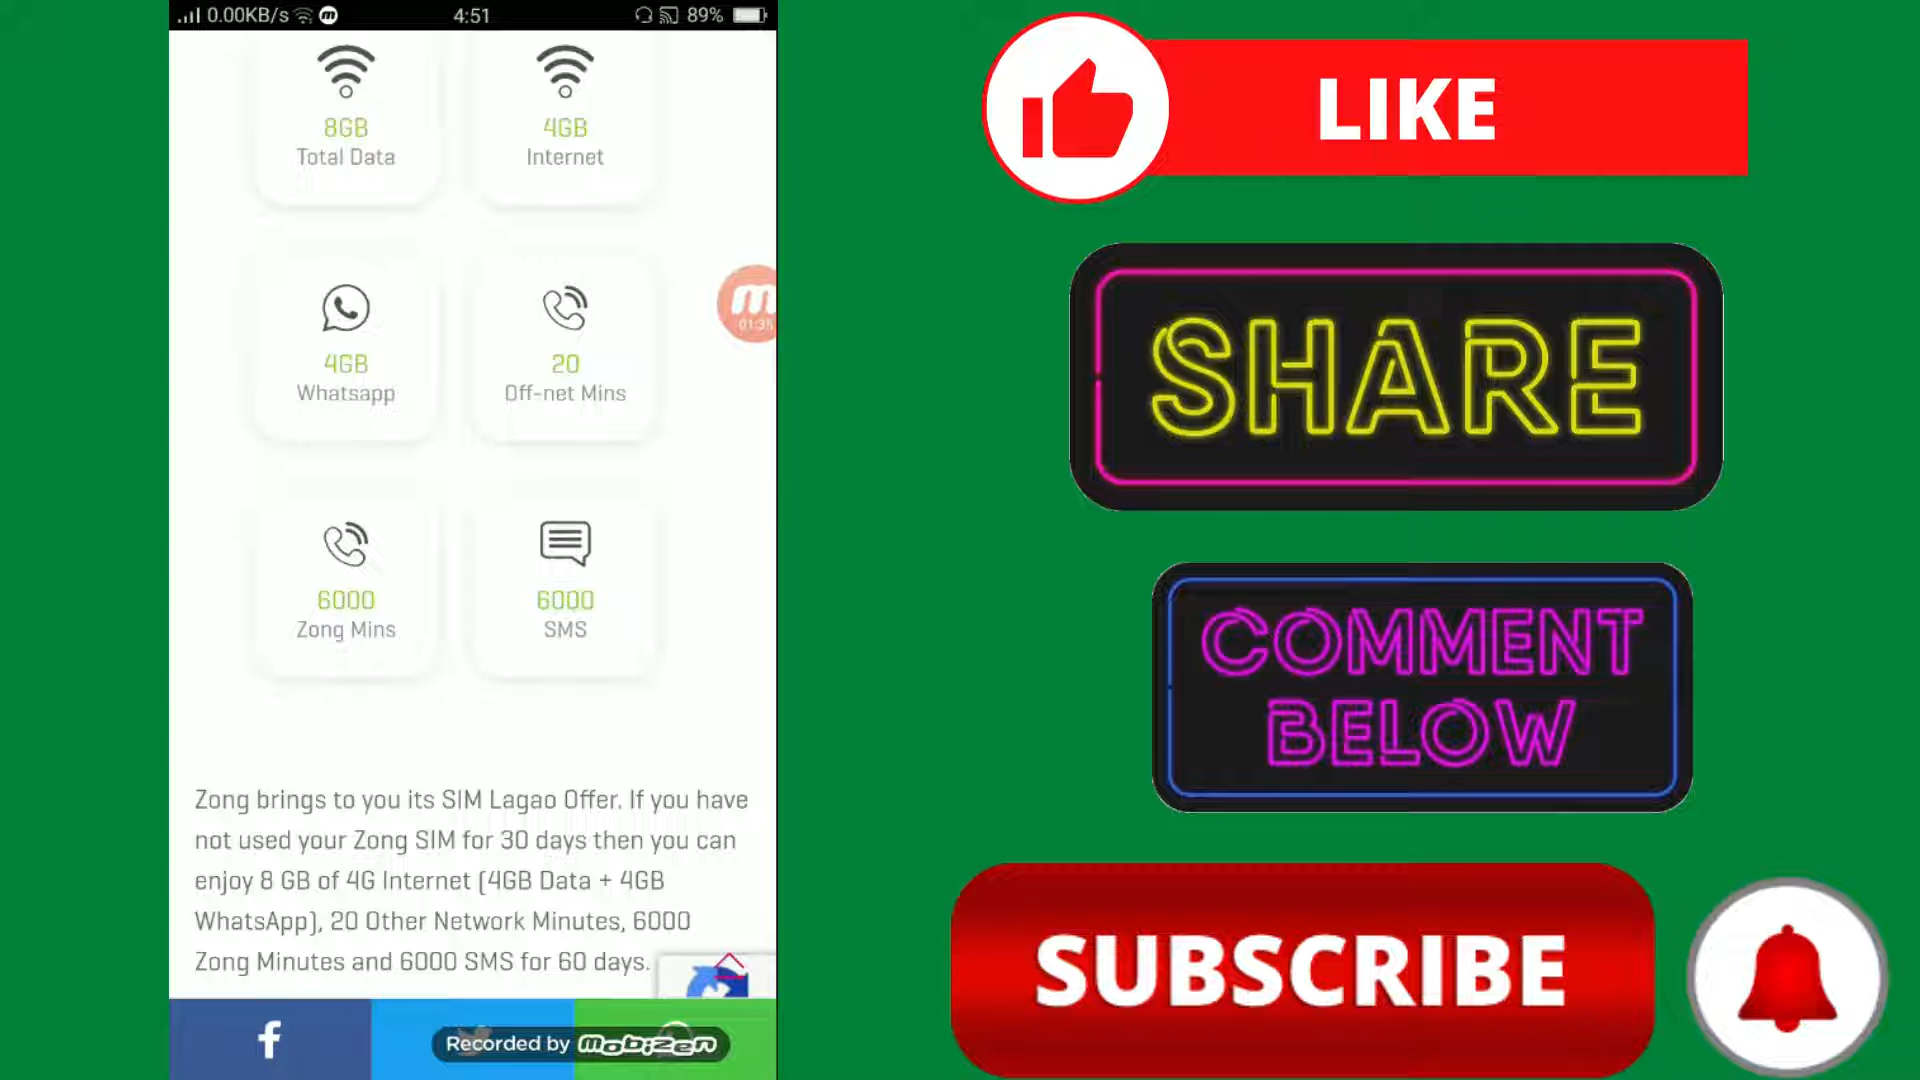 0.00KB/s
4:51
89%
8GB
Total Data
4GB
Internet
4GB
Whatsapp
20
Off-net Mins
01:35
6000
Zong Mins
6000
SMS
Zong brings to you its SIM Lagao Offer. If you have
not used your Zong SIM for 30 days then you can
enjoy 8 GB of 4G Internet (4GB Data + 4GB
WhatsApp), 20 Other Network Minutes, 6000
Zong Minutes and 6000 SMS for 60 days.
Recorded by mobizen
LIKE
SHARE
COMMENT
BELOW
SUBSCRIBE